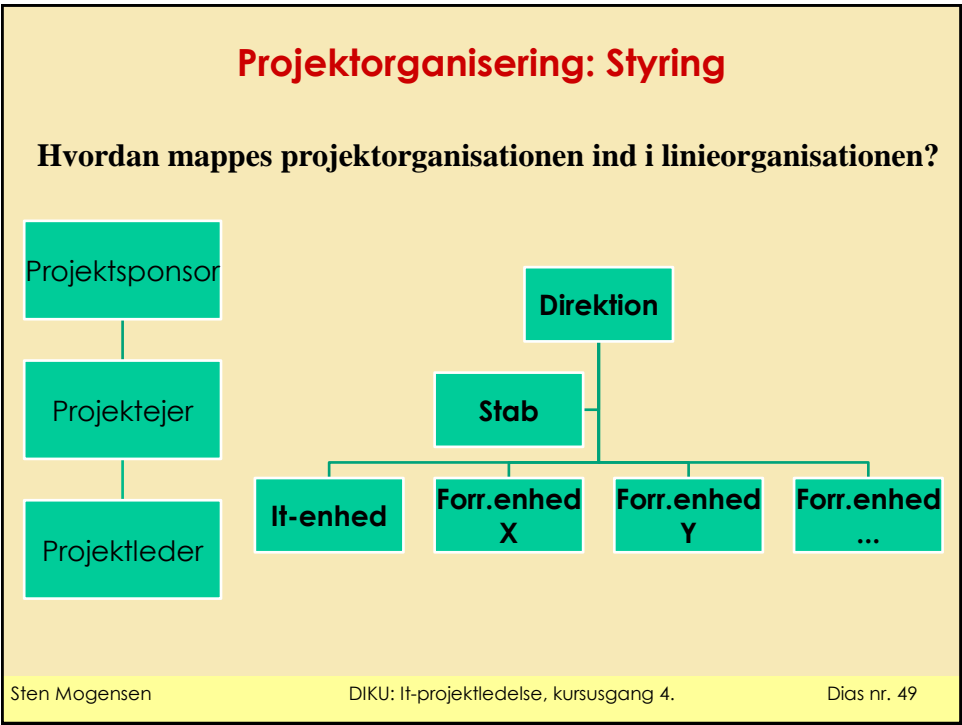 Projektorganisering: Styring
Hvordan mappes projektorganisationen ind i linieorganisationen?
Projektsponsor
Projektejer
Projektleder
Direktion
Stab
It-enhed
Forr.enhed
X
Forr.enhed
Y
Forr.enhed
...
Sten Mogensen
DIKU: It-projektledelse, kursusgang 4.
Dias nr. 49